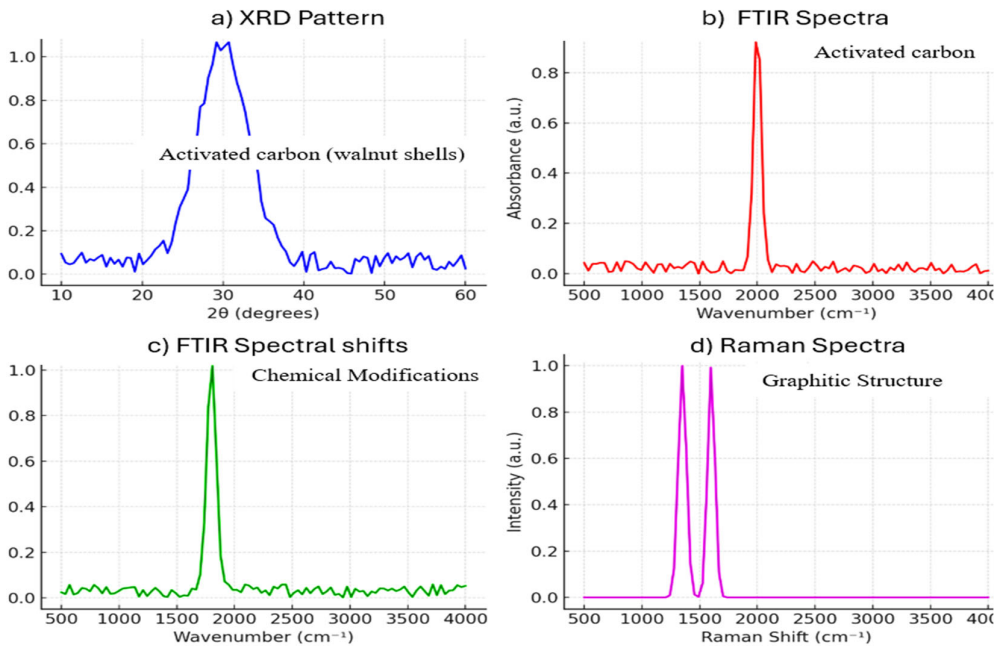 a) XRD Pattern
1.0
0.8
0.6
0.4
0.2
0.0
Activated carbon (walnut shells)
10 20 30 40 50 60
2θ (degrees)
b) FTIR Spectra
Activated carbon
Absorbance (a.u.)
0.8
0.6
0.4
0.2
0.0
500 1000 1500 2000 2500 3000 3500 400
Wavenumber (cm⁻¹)
c) FTIR Spectral shifts
Chemical Modifications
1.0
0.8
0.6
0.4
0.2
0.0
500 1000 1500 2000 2500 3000 3500 4000
Wavenumber (cm⁻¹)
d) Raman Spectra
Graphitic Structure
Intensity (a.u.)
1.0
0.8
0.6
0.4
0.2
0.0
500 1000 1500 2000 2500 3000 3500 400
Raman Shift (cm⁻¹)